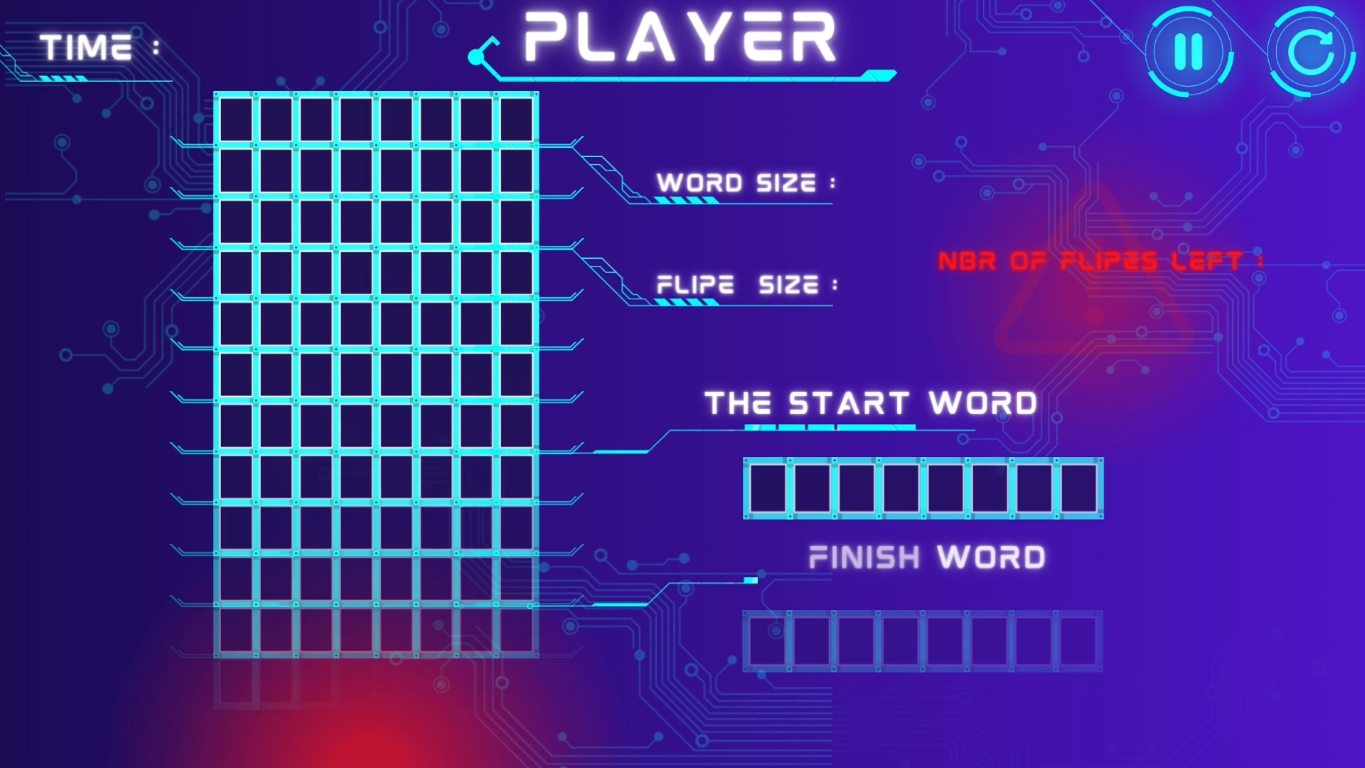 TIME :
PLAYER
WORD SIZE :
NBR OF FLIPES LEFT :
FLIPE SIZE :
THE START WORD
FINISH WORD